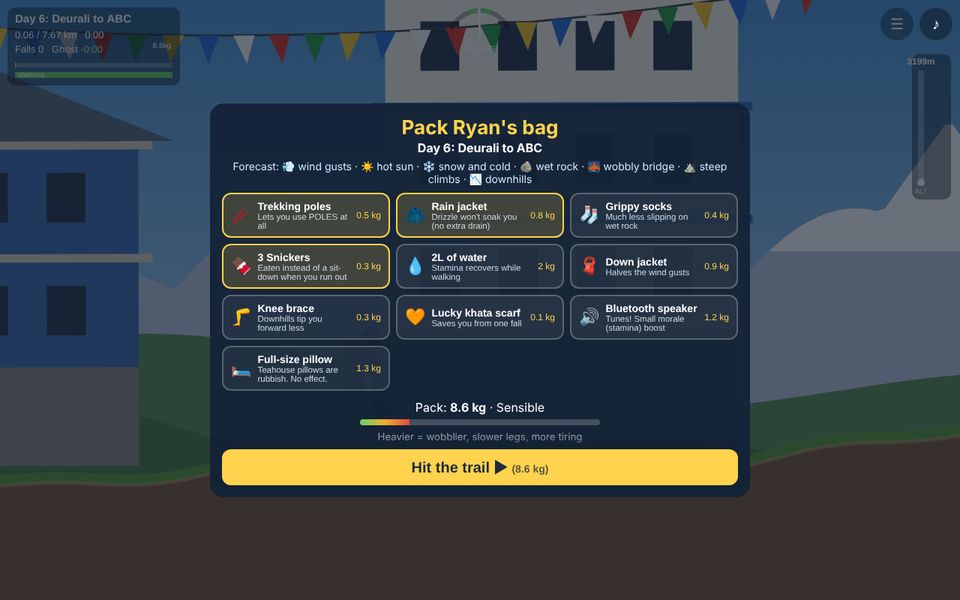 Day 6: Deurali to ABC
0.06 / 7.67 km 0:00
Falls 0 Ghost -0:00
8.6kg
stamina
3199m
ALT
Pack Ryan's bag
Day 6: Deurali to ABC
Forecast: 💨 wind gusts · ☀️ hot sun · ❄️ snow and cold · 🪨 wet rock · 🌉 wobbly bridge · ⛰️ steep
climbs · 📉 downhills
Trekking poles
Lets you use POLES at
all
0.5 kg
Rain jacket
Drizzle won't soak you
(no extra drain)
0.8 kg
Grippy socks
Much less slipping on
wet rock
0.4 kg
3 Snickers
Eaten instead of a sit-
down when you run out
0.3 kg
2L of water
Stamina recovers while
walking
2 kg
Down jacket
Halves the wind gusts
0.9 kg
Knee brace
Downhills tip you
forward less
0.3 kg
Lucky khata scarf
Saves you from one fall
0.1 kg
Bluetooth speaker
Tunes! Small morale
(stamina) boost
1.2 kg
Full-size pillow
Teahouse pillows are
rubbish. No effect.
1.3 kg
Pack: 8.6 kg · Sensible
Heavier = wobblier, slower legs, more tiring
Hit the trail ▶ (8.6 kg)